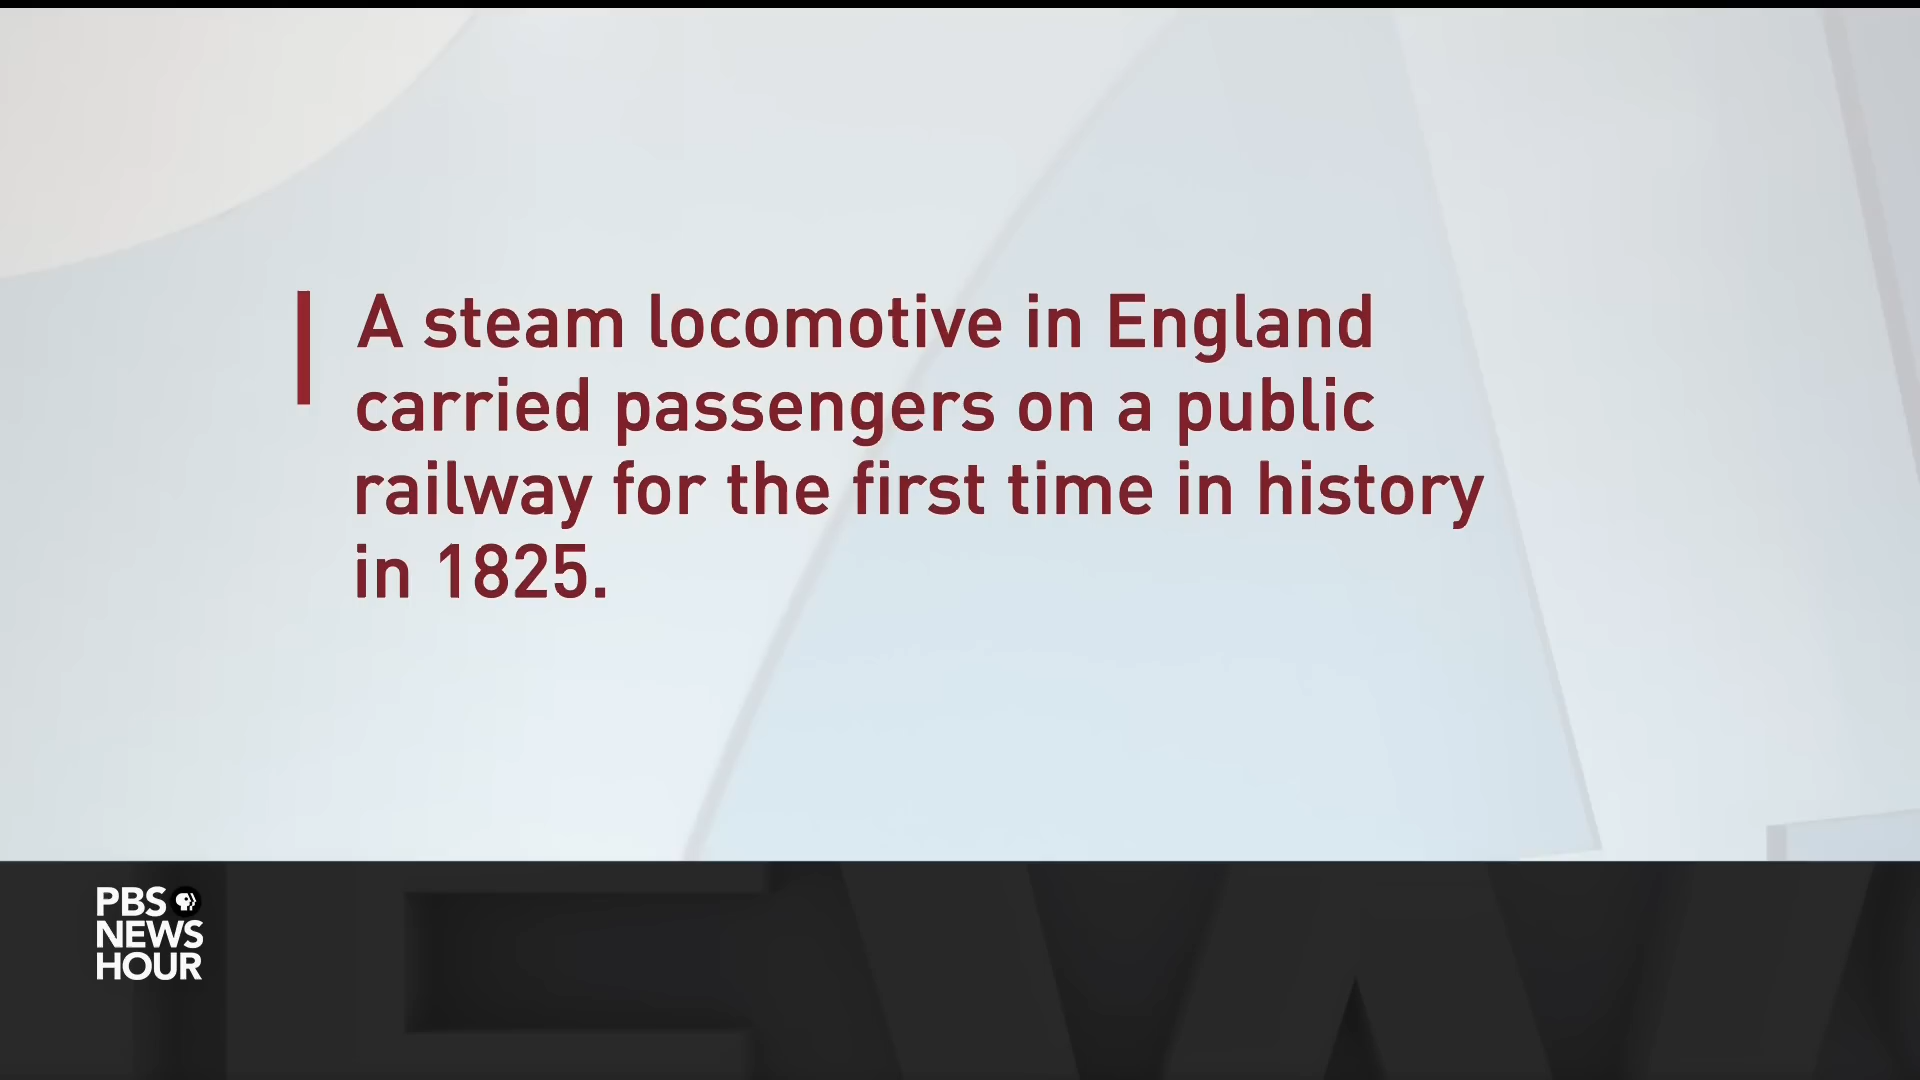 A steam locomotive in England
carried passengers on a public
railway for the first time in history
in 1825.
PBS
NEWS
HOUR